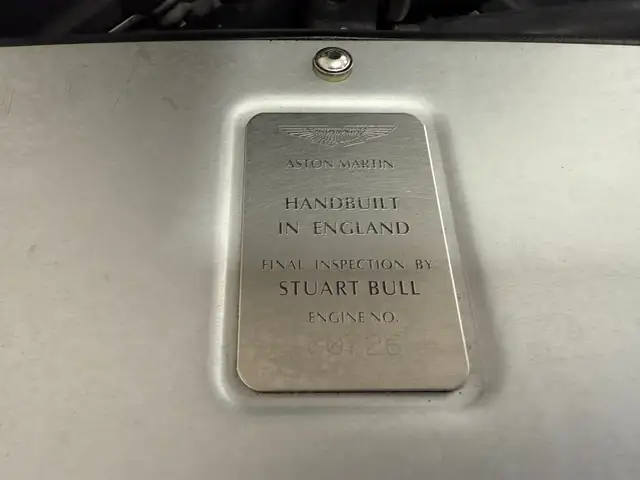 ASTON MARTIN
HANDBUILT
IN ENGLAND
FINAL INSPECTION BY
STUART BULL
ENGINE NO.